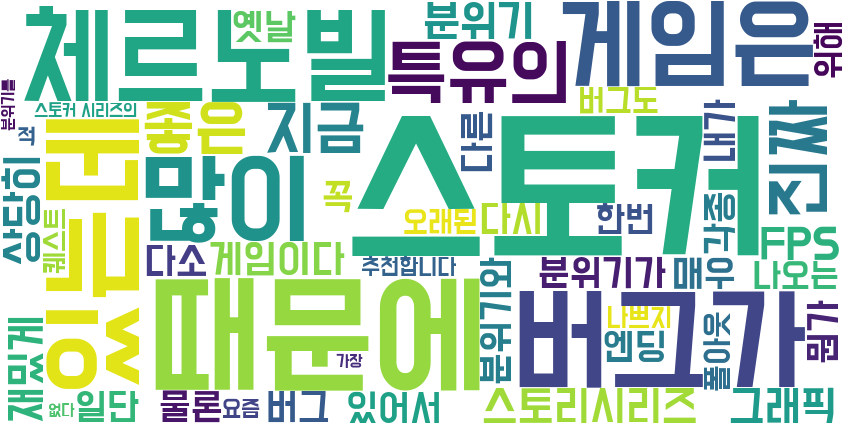 체르노빌
옛날
분위기
게임은
위해
특유의
분위기를
스토커 시리즈의
적
좋은
지금
버그도
다른
내가
진짜
스토커
있는데
많이
상당히
꼭
퀘스트
오래된
다시
한번
각종
FPS
다소
게임이다
추천합니다
분위기와
분위기가
매우
나오는
때문에
버그가
나쁘지
엔딩
폴아웃
뭔가
재밌게
가장
없다
일단
물론
요즘
버그
있어서
스토리시리즈
그래픽